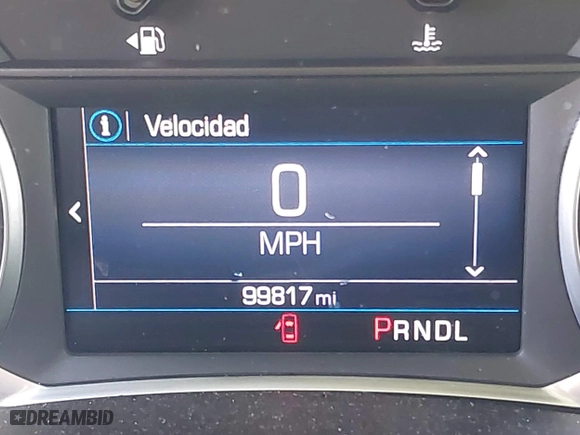 Velocidad
0
MPH
99817 mi
PRNDL
DREAMBID